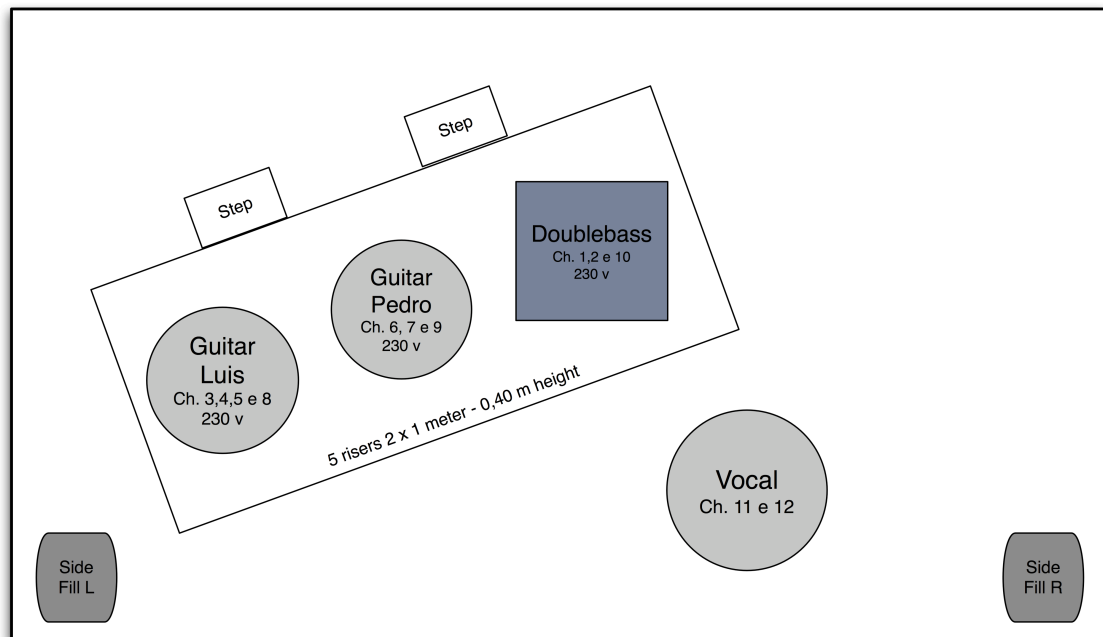 Step
Step
Doublebass
Ch. 1,2 e 10
230 v
Guitar
Pedro
Ch. 6, 7 e 9
230 v
Guitar
Luis
Ch. 3,4,5 e 8
230 v
5 risers 2 x 1 meter - 0,40 m height
Vocal
Ch. 11 e 12
Side
Fill L
Side
Fill R